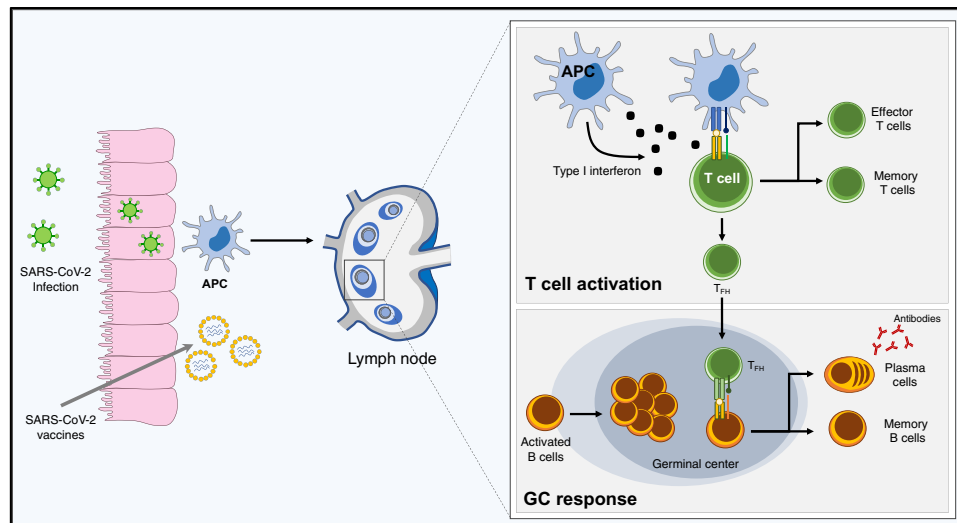 SARS-CoV-2
Infection
APC
SARS-CoV-2
vaccines
Lymph node
APC
Type I interferon
T cell
Effector
T cells
Memory
T cells
TFH
T cell activation
Antibodies
TFH
Plasma
cells
Activated
B cells
Memory
B cells
Germinal center
GC response